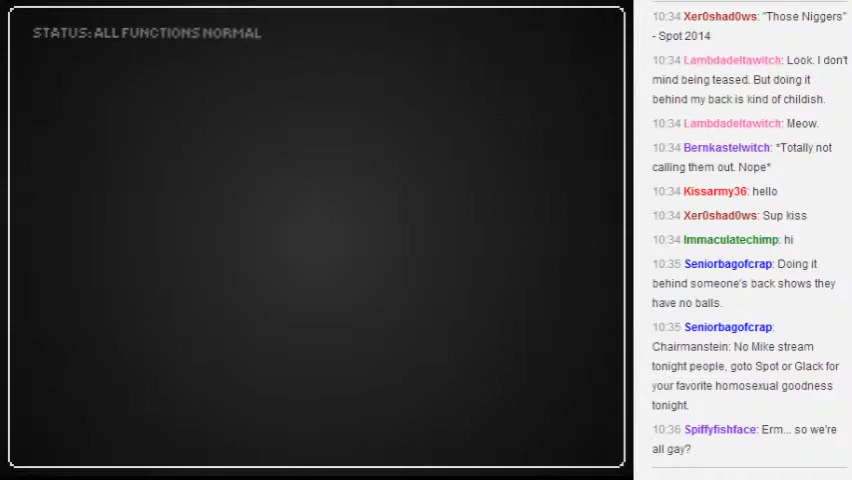 STATUS: ALL FUNCTIONS NORMAL
10:34 Xer0shad0ws: "Those Niggers"
- Spot 2014
10:34 Lambdadeltawitch: Look. I don't
mind being teased. But doing it
behind my back is kind of childish.
10:34 Lambdadeltawitch: Meow.
10:34 Bernkastelwitch: *Totally not
calling them out. Nope*
10:34 Kissarmy36: hello
10:34 Xer0shad0ws: Sup kiss
10:34 Immaculatechimp: hi
10:35 Seniorbagofcrap: Doing it
behind someone's back shows they
have no balls.
10:35 Seniorbagofcrap:
Chairmanstein: No Mike stream
tonight people, goto Spot or Glack for
your favorite homosexual goodness
tonight.
10:36 Spiffyfishface: Erm... so we're
all gay?